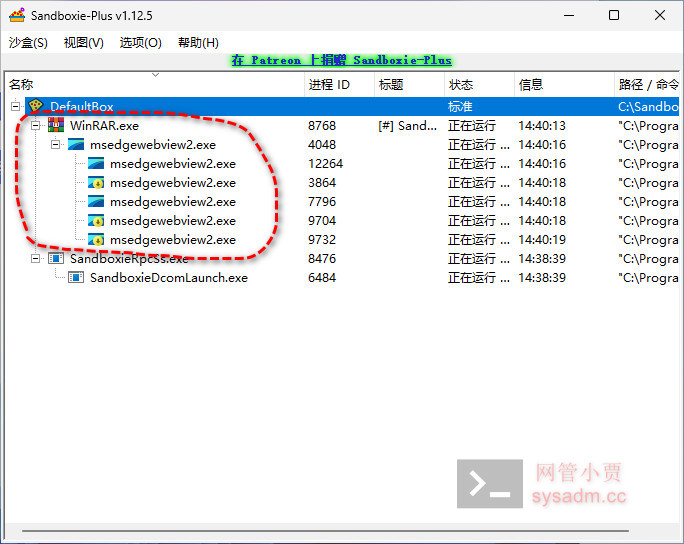 Sandboxie-Plus v1.12.5
沙盒(S) 视图(V) 选项(O) 帮助(H)
在 Patreon 上捐赠 Sandboxie-Plus
名称 进程 ID 标题 状态 信息 路径 / 命令
DefaultBox 标准 C:\Sandbo
WinRAR.exe 8768 [#] Sand... 正在运行 14:40:13 "C:\Progra
msedgewebview2.exe 4048 正在运行 ... 14:40:16 "C:\Progra
msedgewebview2.exe 12264 正在运行 ... 14:40:16 "C:\Progra
msedgewebview2.exe 3864 正在运行 ... 14:40:18 "C:\Progra
msedgewebview2.exe 7796 正在运行 ... 14:40:18 "C:\Progra
msedgewebview2.exe 9704 正在运行 ... 14:40:18 "C:\Progra
msedgewebview2.exe 9732 正在运行 ... 14:40:19 "C:\Progra
SandboxieRpcSs.exe 8476 正在运行 ... 14:38:39 "C:\Progra
SandboxieDcomLaunch.exe 6484 正在运行 ... 14:38:39 "C:\Progra
网管小贾
sysadm.cc